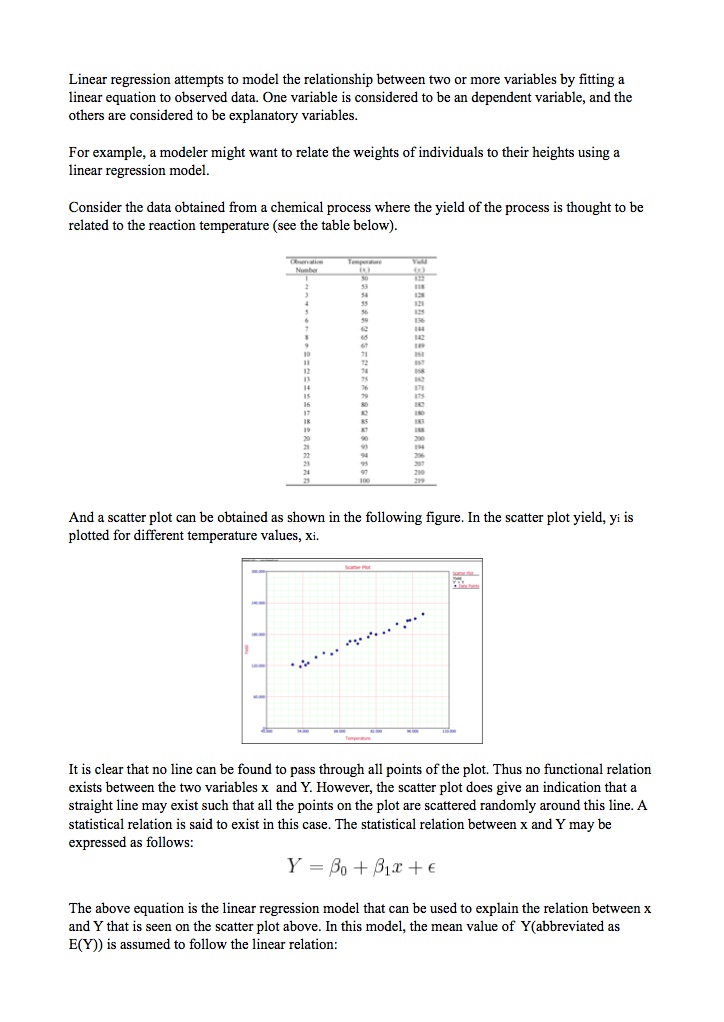 Linear regression attempts to model the relationship between two or more variables by fitting a
linear equation to observed data. One variable is considered to be an dependent variable, and the
others are considered to be explanatory variables.
For example, a modeler might want to relate the weights of individuals to their heights using a
linear regression model.
Consider the data obtained from a chemical process where the yield of the process is thought to be
related to the reaction temperature (see the table below).
Observation Temperature Yield
Number
1 50 122
2 53 118
3 54 128
4 55 121
5 56 125
6 59 136
7 62 144
8 65 142
9 67 149
10 71 161
11 72 167
12 74 168
13 75 162
14 76 171
15 79 175
16 80 182
17 82 180
18 85 183
19 87 188
20 90 200
21 93 194
22 94 206
23 95 207
24 97 210
25 100 219
And a scatter plot can be obtained as shown in the following figure. In the scatter plot yield, yi is
plotted for different temperature values, xi.
Scatter Plot
Temperature
It is clear that no line can be found to pass through all points of the plot. Thus no functional relation
exists between the two variables x and Y. However, the scatter plot does give an indication that a
straight line may exist such that all the points on the plot are scattered randomly around this line. A
statistical relation is said to exist in this case. The statistical relation between x and Y may be
expressed as follows:
Y = β₀ + β₁x + ϵ
The above equation is the linear regression model that can be used to explain the relation between x
and Y that is seen on the scatter plot above. In this model, the mean value of Y(abbreviated as
E(Y)) is assumed to follow the linear relation: